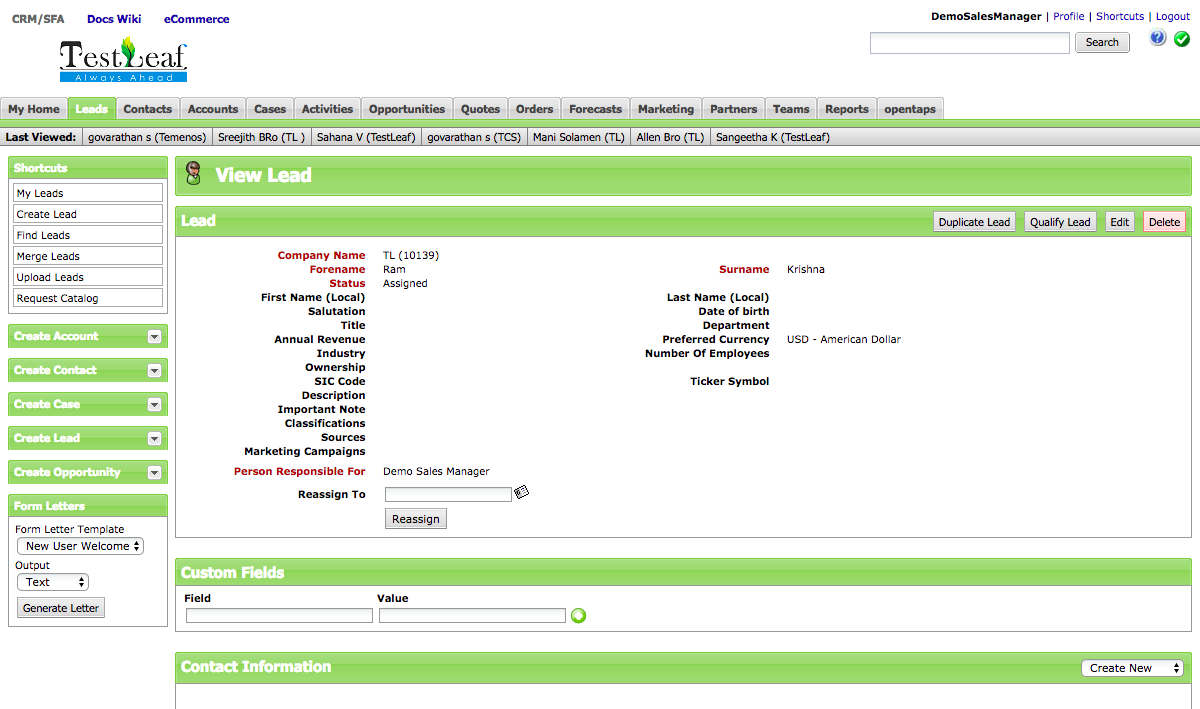 CRM/SFA Docs Wiki eCommerce
DemoSalesManager | Profile | Shortcuts | Logout
TestLeaf
Always Ahead
Search
?
My Home Leads Contacts Accounts Cases Activities Opportunities Quotes Orders Forecasts Marketing Partners Teams Reports opentaps
Last Viewed: govarathan s (Temenos) Sreejith BRo (TL ) Sahana V (TestLeaf) govarathan s (TCS) Mani Solamen (TL) Allen Bro (TL) Sangeetha K (TestLeaf)
Shortcuts
My Leads
Create Lead
Find Leads
Merge Leads
Upload Leads
Request Catalog
Create Account
Create Contact
Create Case
Create Lead
Create Opportunity
Form Letters
Form Letter Template
New User Welcome
Output
Text
Generate Letter
View Lead
Lead
Duplicate Lead Qualify Lead Edit Delete
Company Name TL (10139)
Forename Ram Surname Krishna
Status Assigned
First Name (Local) Last Name (Local)
Salutation Date of birth
Title Department
Annual Revenue Preferred Currency USD - American Dollar
Industry Number Of Employees
Ownership
SIC Code Ticker Symbol
Description
Important Note
Classifications
Sources
Marketing Campaigns
Person Responsible For Demo Sales Manager
Reassign To
Reassign
Custom Fields
Field Value
Contact Information
Create New